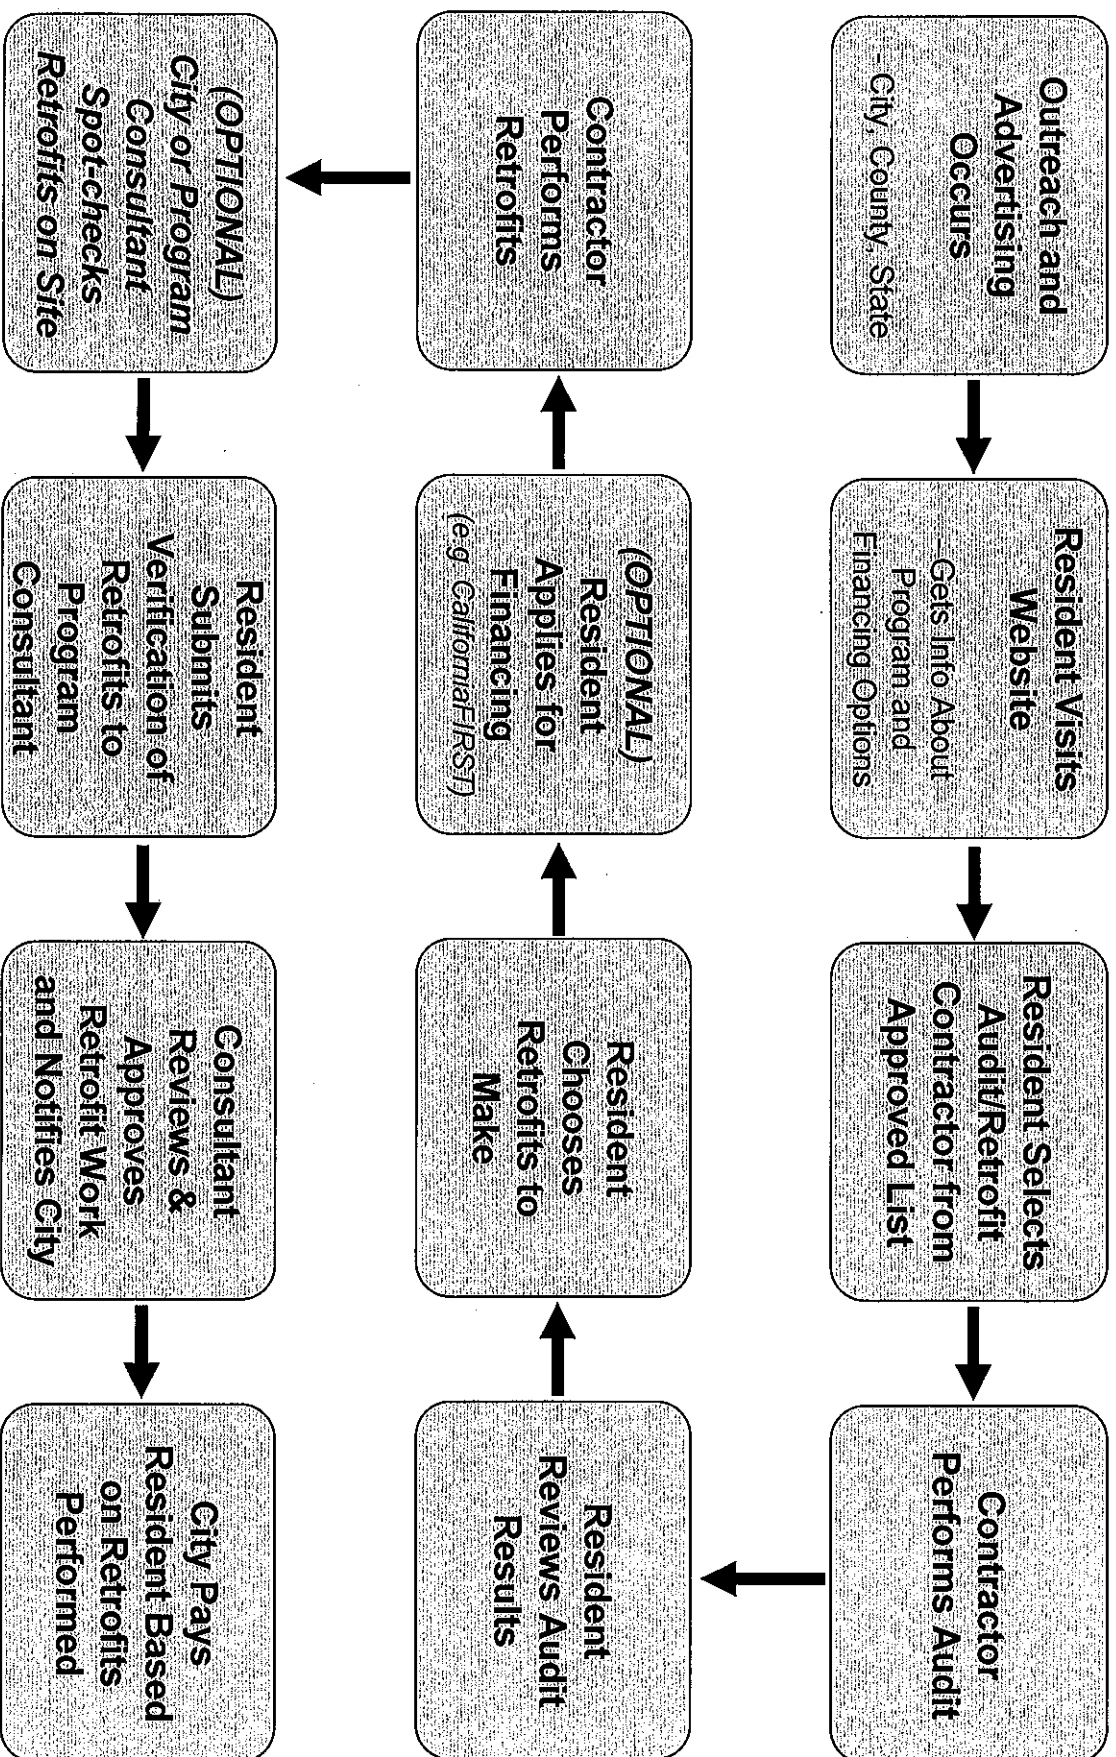 Outreach and
Advertising
Occurs
- City, County, State
Resident Visits
Website
-Gets Info About
Program and
Financing Options
Resident Selects
Audit/Retrofit
Contractor from
Approved List
Contractor
Performs Audit
Resident
Reviews Audit
Results
Resident
Chooses
Retrofits to
Make
(OPTIONAL)
Resident
Applies for
Financing
(e.g. CaliforniaFIRST)
Contractor
Performs
Retrofits
(OPTIONAL)
City or Program
Consultant
Spot-checks
Retrofits on Site
Resident
Submits
Verification of
Retrofits to
Program
Consultant
Consultant
Reviews &
Approves
Retrofit Work
and Notifies City
City Pays
Resident Based
on Retrofits
Performed